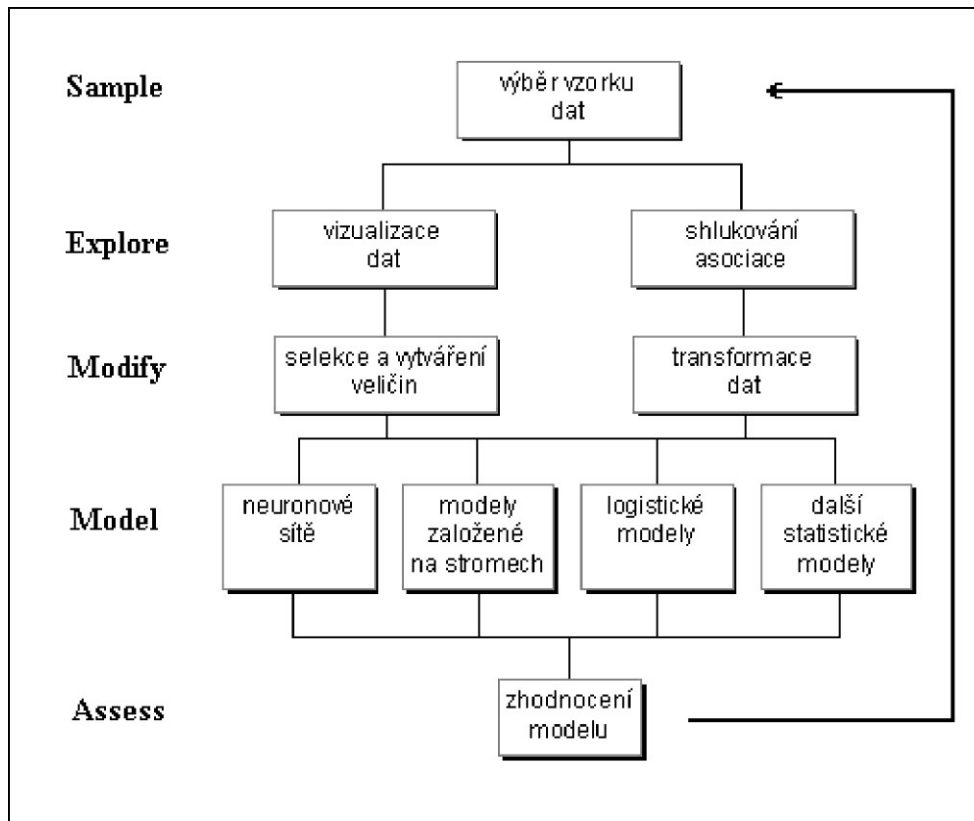 Sample
výběr vzorku
dat
Explore
vizualizace
dat
shlukování
asociace
Modify
selekce a vytváření
veličin
transformace
dat
Model
neuronové
sítě
modely
založené
na stromech
logistické
modely
další
statistické
modely
Assess
zhodnocení
modelu